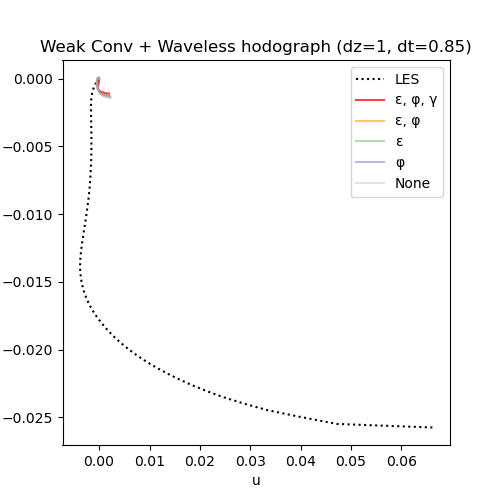 Weak Conv + Waveless hodograph (dz=1, dt=0.85)
0.000
−0.005
−0.010
−0.015
−0.020
−0.025
LES
ε, φ, γ
ε, φ
ε
φ
None
0.00 0.01 0.02 0.03 0.04 0.05 0.06
u